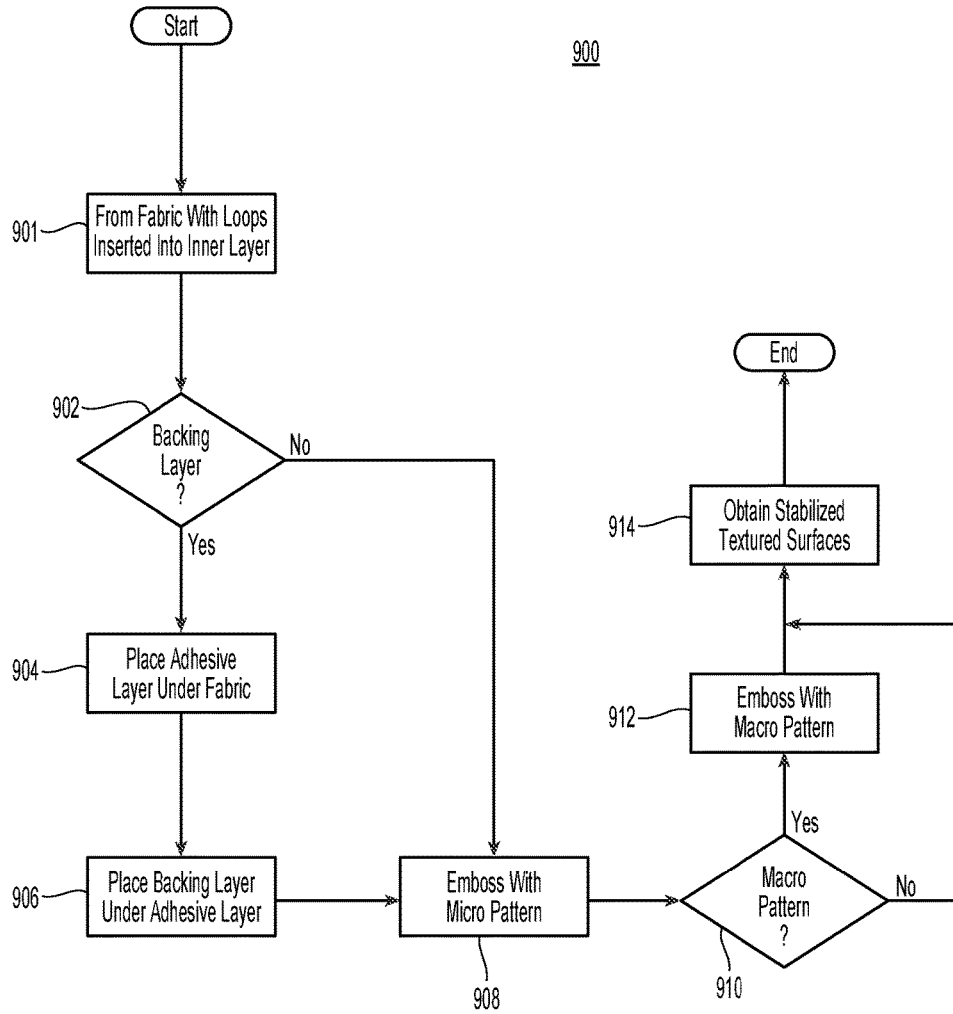 Start
900
901
From Fabric With Loops
Inserted Into Inner Layer
902
Backing
Layer
?
No
Yes
904
Place Adhesive
Layer Under Fabric
906
Place Backing Layer
Under Adhesive Layer
Emboss With
Micro Pattern
908
Macro
Pattern
?
910
No
Yes
912
Emboss With
Macro Pattern
914
Obtain Stabilized
Textured Surfaces
End